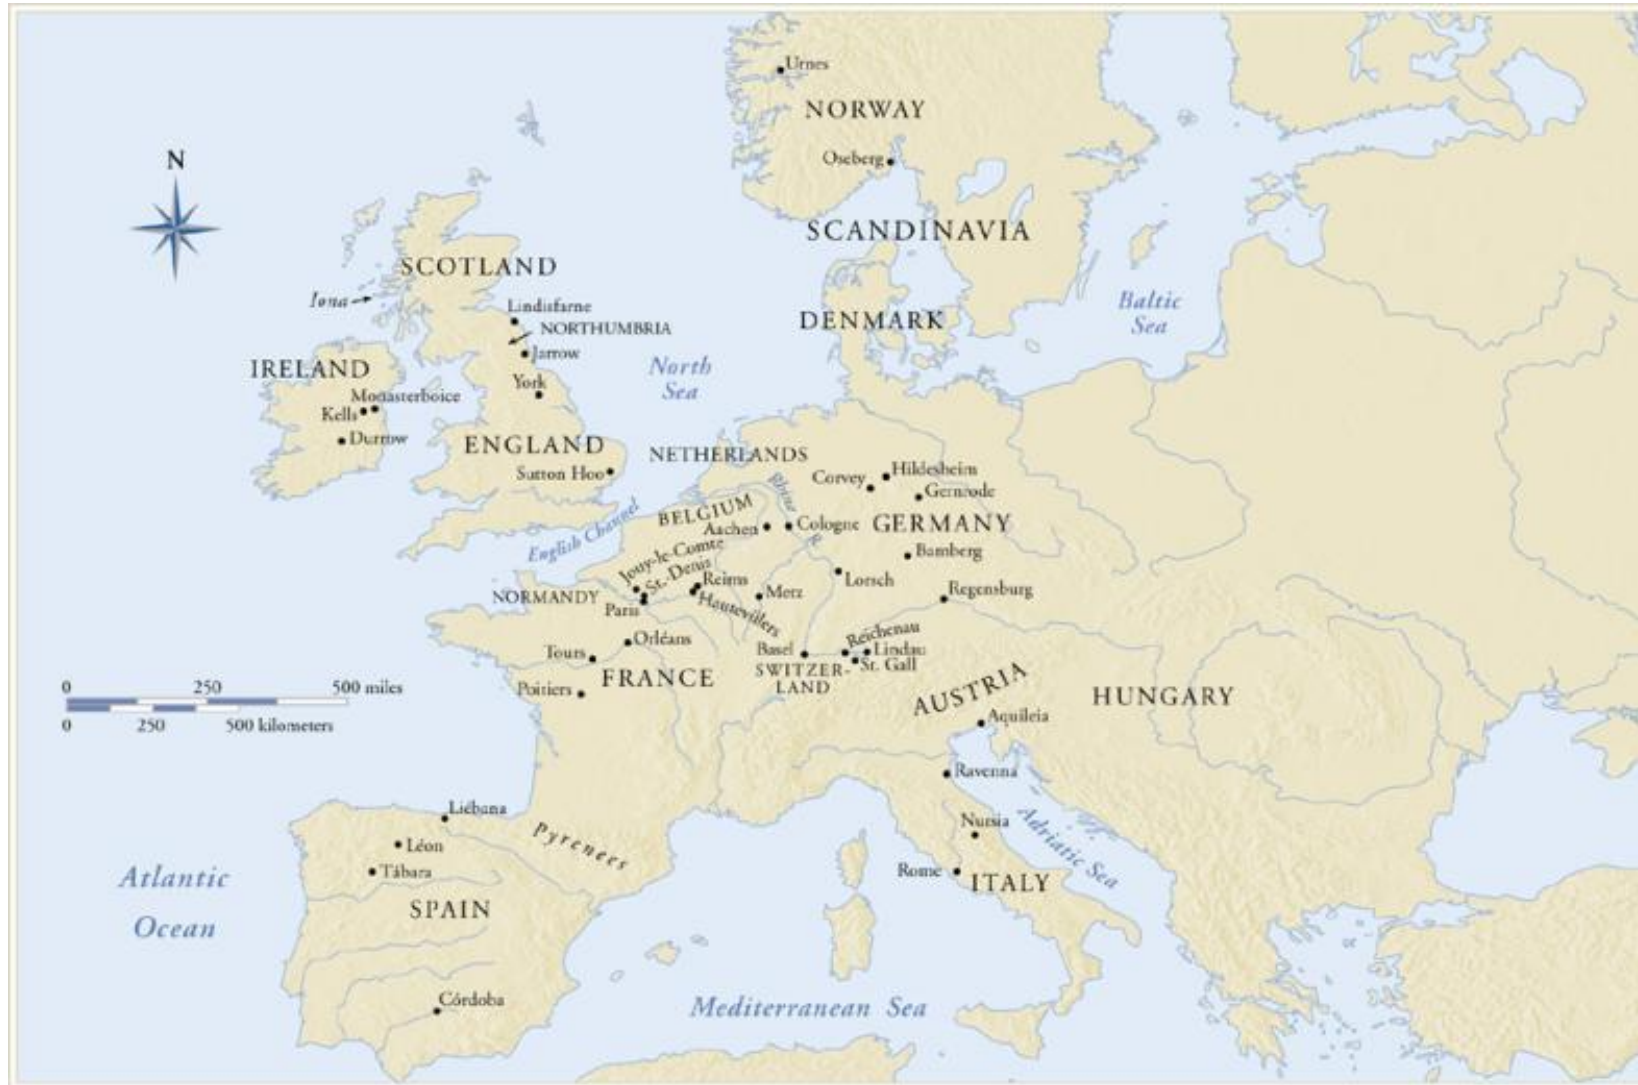 Urnes
NORWAY
N
Oseberg
SCANDINAVIA
SCOTLAND
Iona
Lindisfarne
Baltic
Sea
DENMARK
NORTHUMBRIA
Jarrow
North
Sea
IRELAND
York
Monasterboice
Kells
Durrow
ENGLAND
NETHERLANDS
Sutton Hoo
Corvey
Hildesheim
Gernrode
Rhine R.
BELGIUM
English Channel
Aachen
Cologne
GERMANY
Bamberg
Jouy-le-Comte
St.-Denis
Reims
Metz
Lorsch
Regensburg
NORMANDY
Paris
Hautevillers
Orléans
Tours
Basel
Reichenau
Lindau
St. Gall
SWITZER-
LAND
FRANCE
Poitiers
0 250 500 miles
0 250 500 kilometers
AUSTRIA
HUNGARY
Aquileia
Ravenna
Liébana
Pyrenees
Nursia
Adriatic Sea
Léon
Tábara
Rome
ITALY
Atlantic
Ocean
SPAIN
Córdoba
Mediterranean Sea